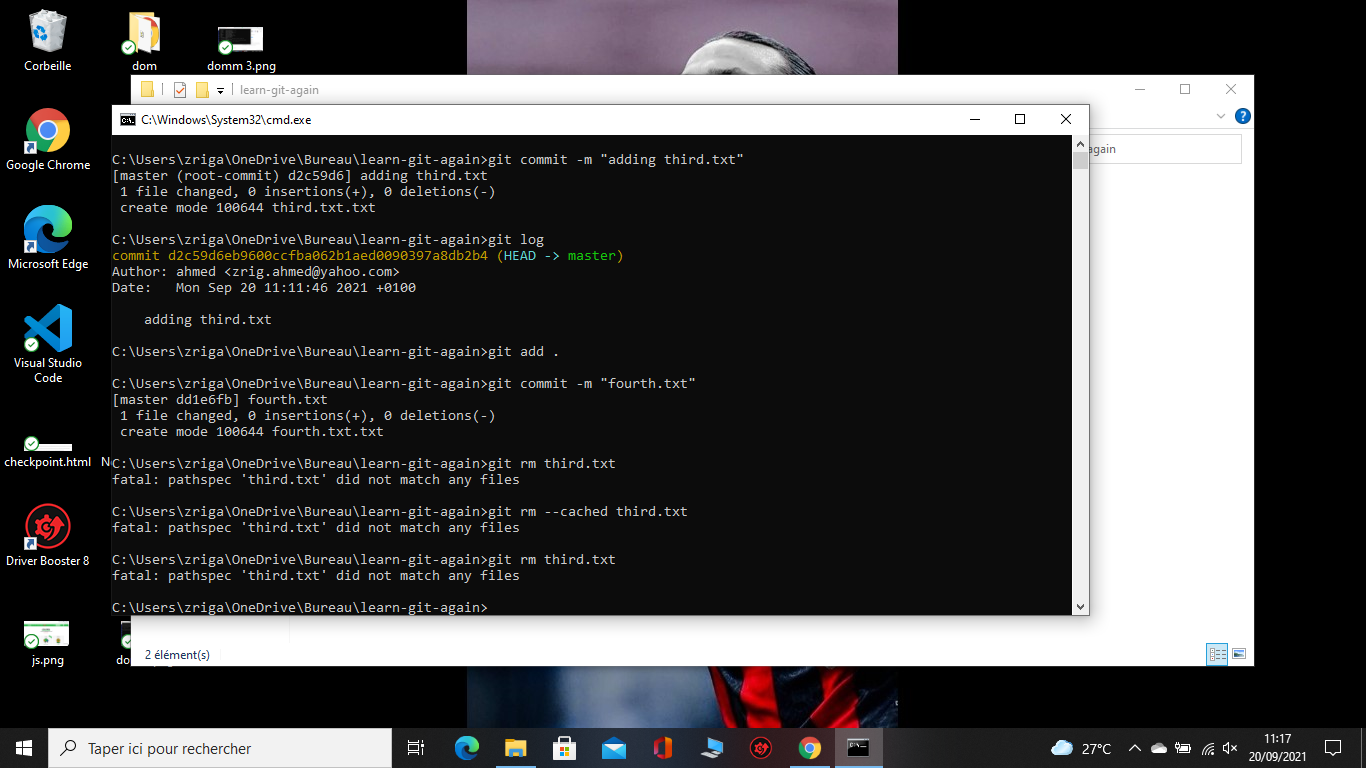 Corbeille
dom
domm 3.png
learn-git-again
Google Chrome
C:\Windows\System32\cmd.exe
again
C:\Users\zriga\OneDrive\Bureau\learn-git-again>git commit -m "adding third.txt"
[master (root-commit) d2c59d6] adding third.txt
1 file changed, 0 insertions(+), 0 deletions(-)
create mode 100644 third.txt.txt
C:\Users\zriga\OneDrive\Bureau\learn-git-again>git log
commit d2c59d6eb9600ccfba062b1aed0090397a8db2b4 (HEAD -> master)
Author: ahmed <zrig.ahmed@yahoo.com>
Date:   Mon Sep 20 11:11:46 2021 +0100
adding third.txt
C:\Users\zriga\OneDrive\Bureau\learn-git-again>git add .
C:\Users\zriga\OneDrive\Bureau\learn-git-again>git commit -m "fourth.txt"
[master dd1e6fb] fourth.txt
1 file changed, 0 insertions(+), 0 deletions(-)
create mode 100644 fourth.txt.txt
C:\Users\zriga\OneDrive\Bureau\learn-git-again>git rm third.txt
fatal: pathspec 'third.txt' did not match any files
C:\Users\zriga\OneDrive\Bureau\learn-git-again>git rm --cached third.txt
fatal: pathspec 'third.txt' did not match any files
C:\Users\zriga\OneDrive\Bureau\learn-git-again>git rm third.txt
fatal: pathspec 'third.txt' did not match any files
C:\Users\zriga\OneDrive\Bureau\learn-git-again>
Microsoft Edge
Visual Studio
Code
checkpoint.html
Driver Booster 8
js.png
2 élément(s)
Taper ici pour rechercher
27°C
11:17
20/09/2021